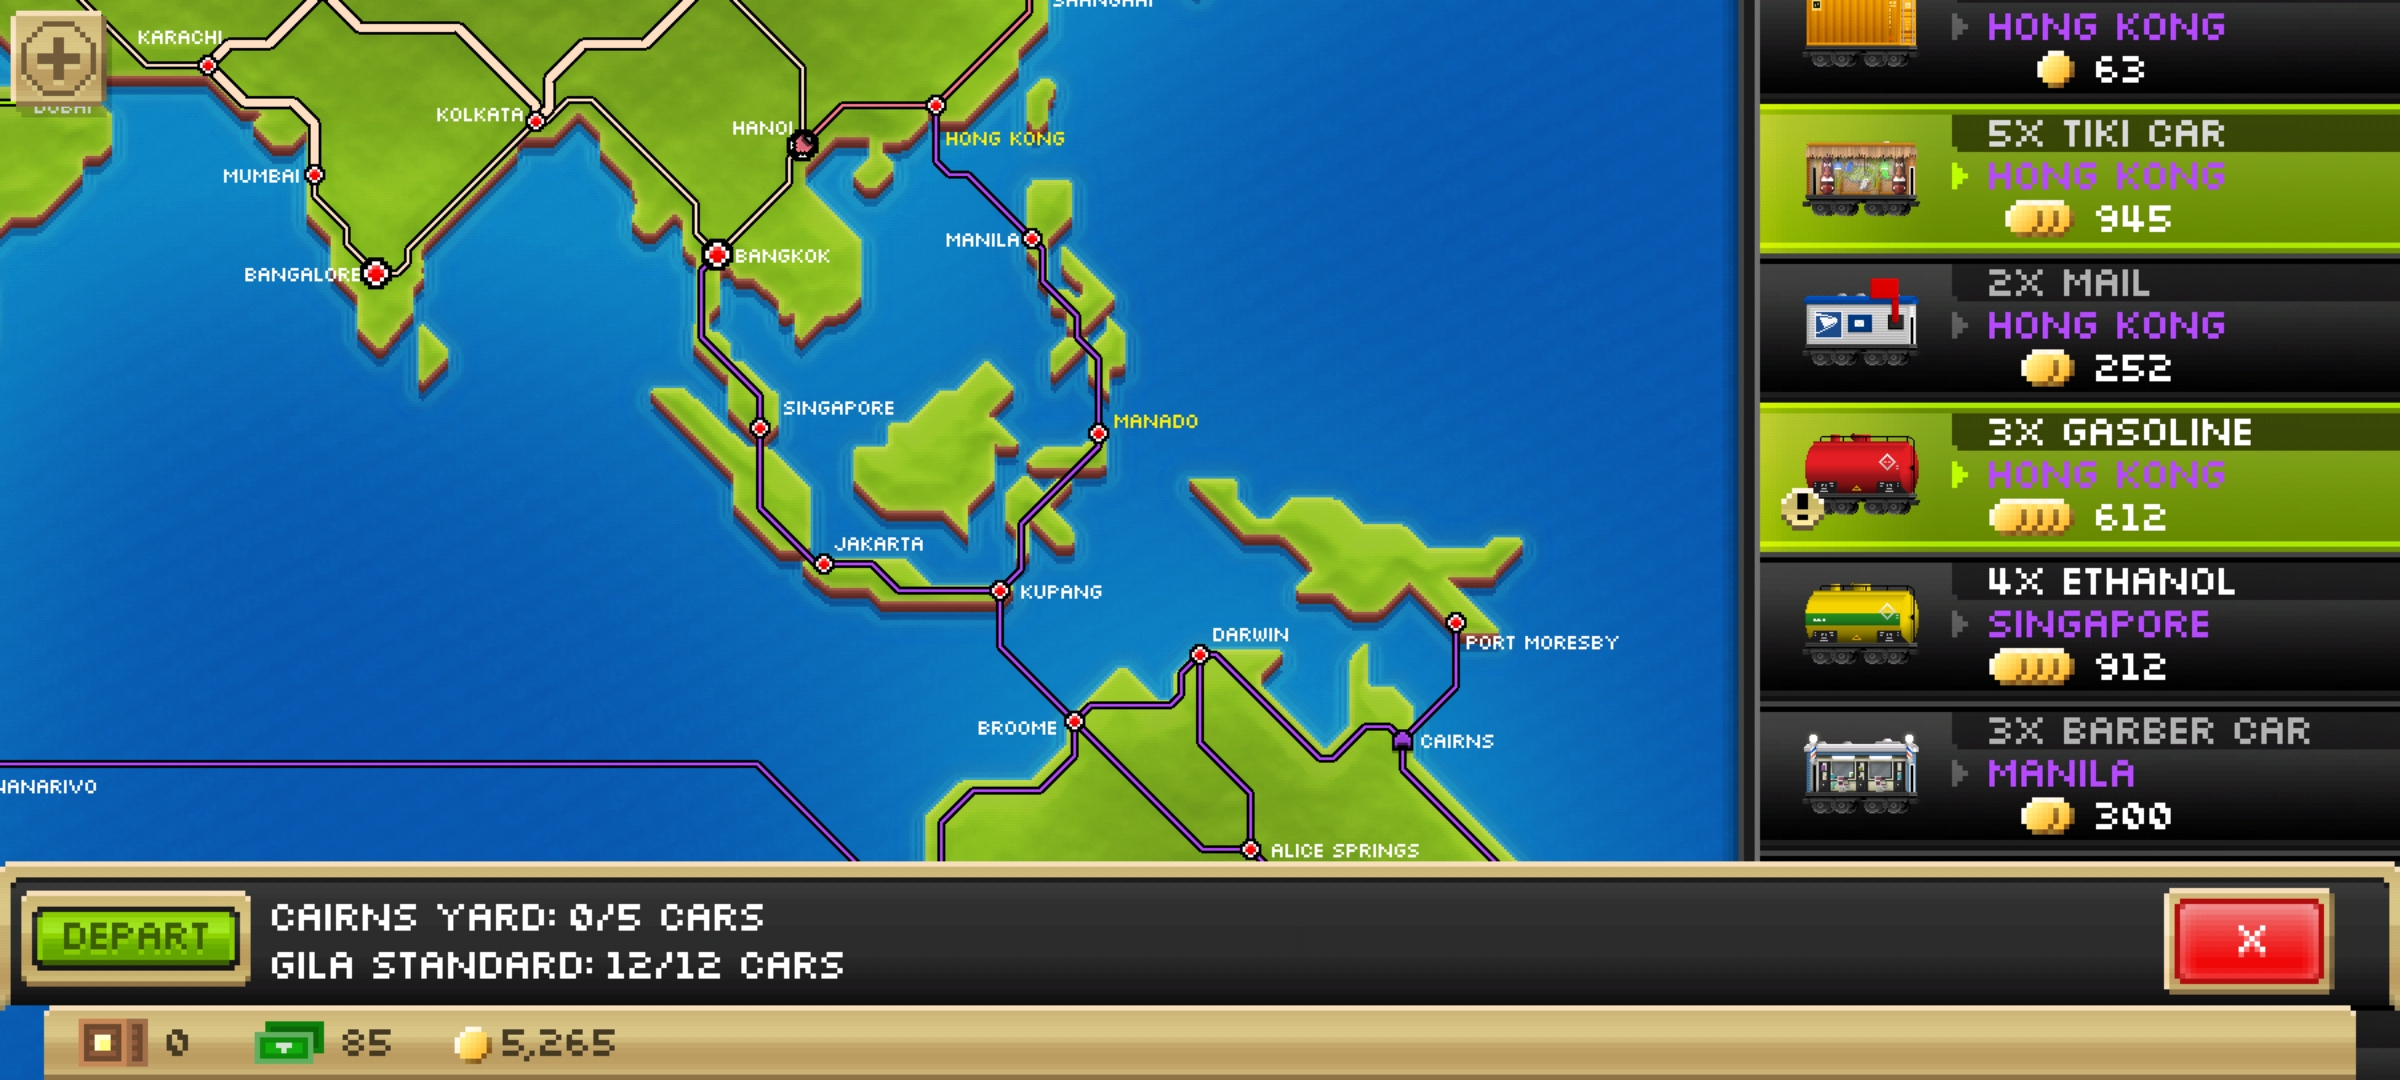 SHANGHAI
KARACHI
DUBAI
KOLKATA
HANOI
HONG KONG
MUMBAI
MANILA
BANGKOK
BANGALORE
SINGAPORE
MANADO
JAKARTA
KUPANG
DARWIN
PORT MORESBY
BROOME
CAIRNS
NANARIVO
ALICE SPRINGS
HONG KONG
63
5X TIKI CAR
HONG KONG
945
2X MAIL
HONG KONG
252
3X GASOLINE
HONG KONG
612
4X ETHANOL
SINGAPORE
912
3X BARBER CAR
MANILA
300
DEPART
CAIRNS YARD: 0/5 CARS
GILA STANDARD: 12/12 CARS
X
0
85
5,265